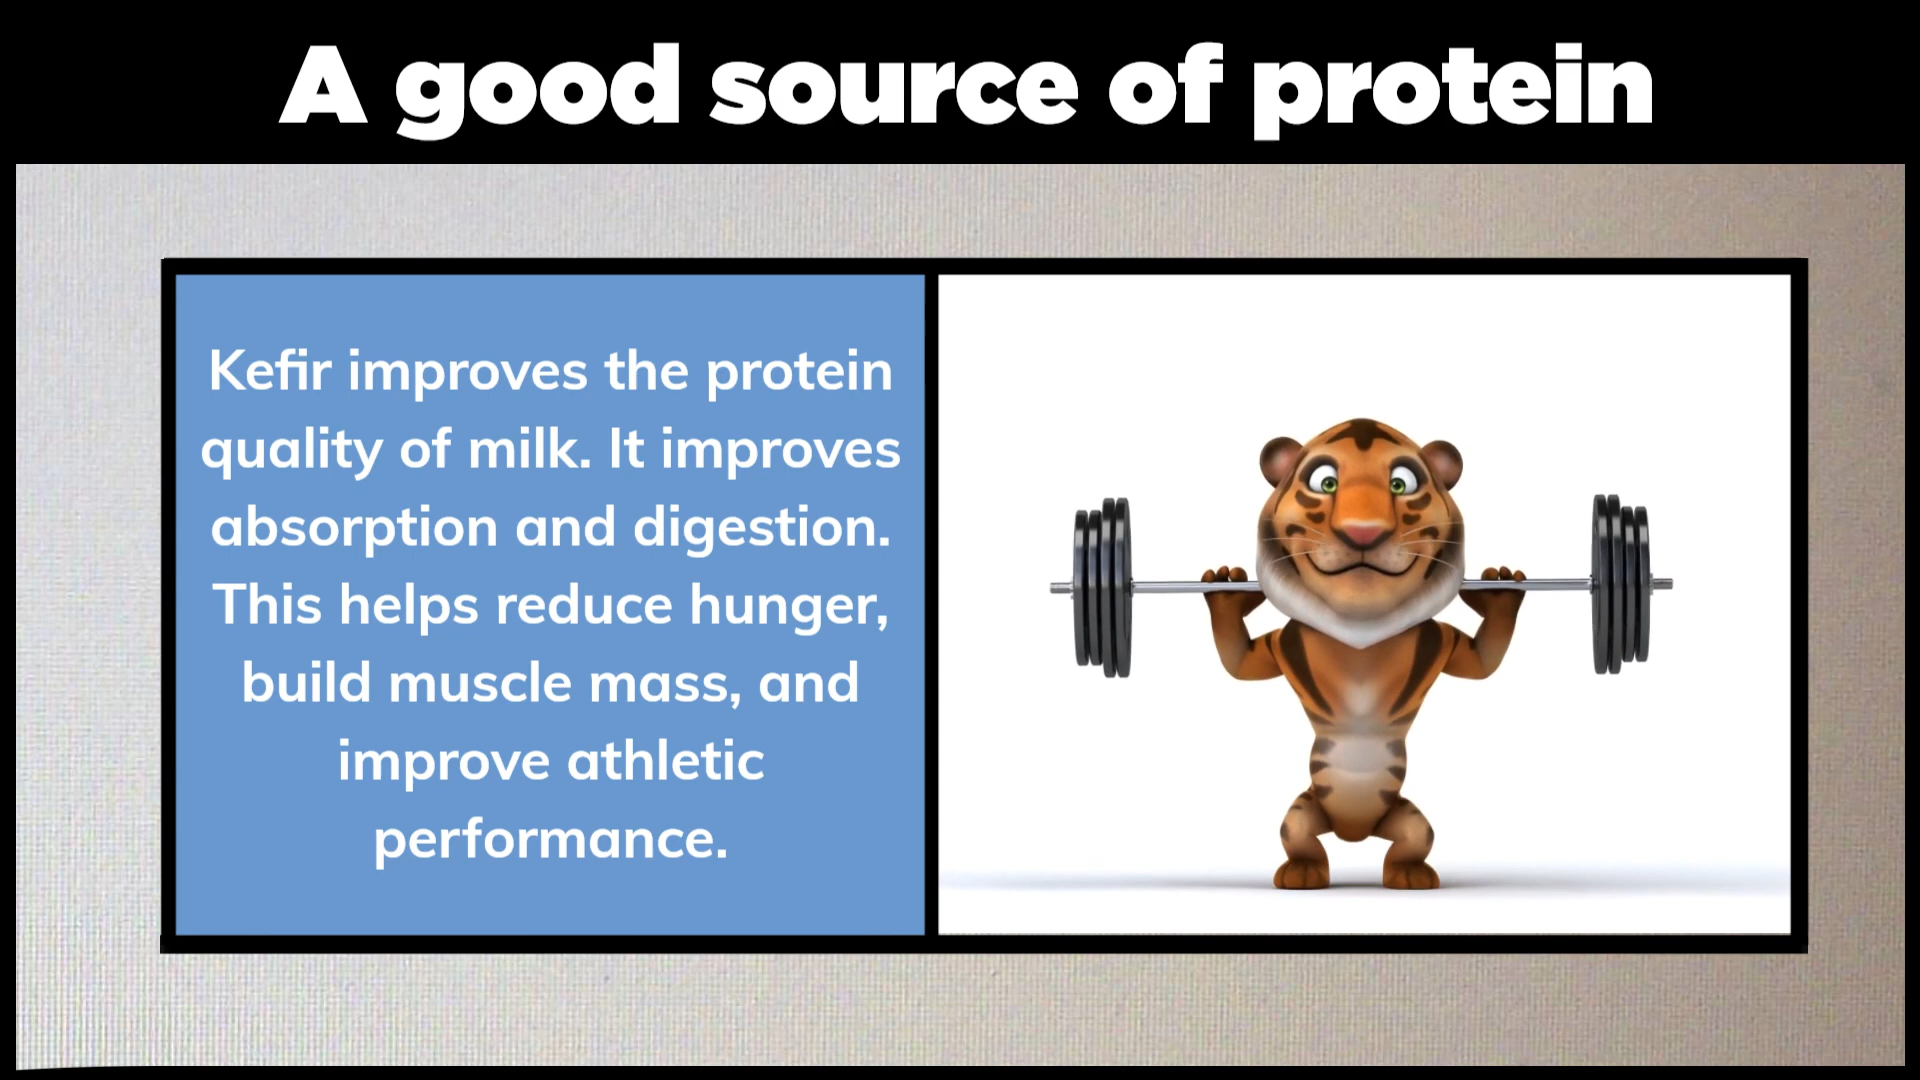 A good source of protein
Kefir improves the protein
quality of milk. It improves
absorption and digestion.
This helps reduce hunger,
build muscle mass, and
improve athletic
performance.